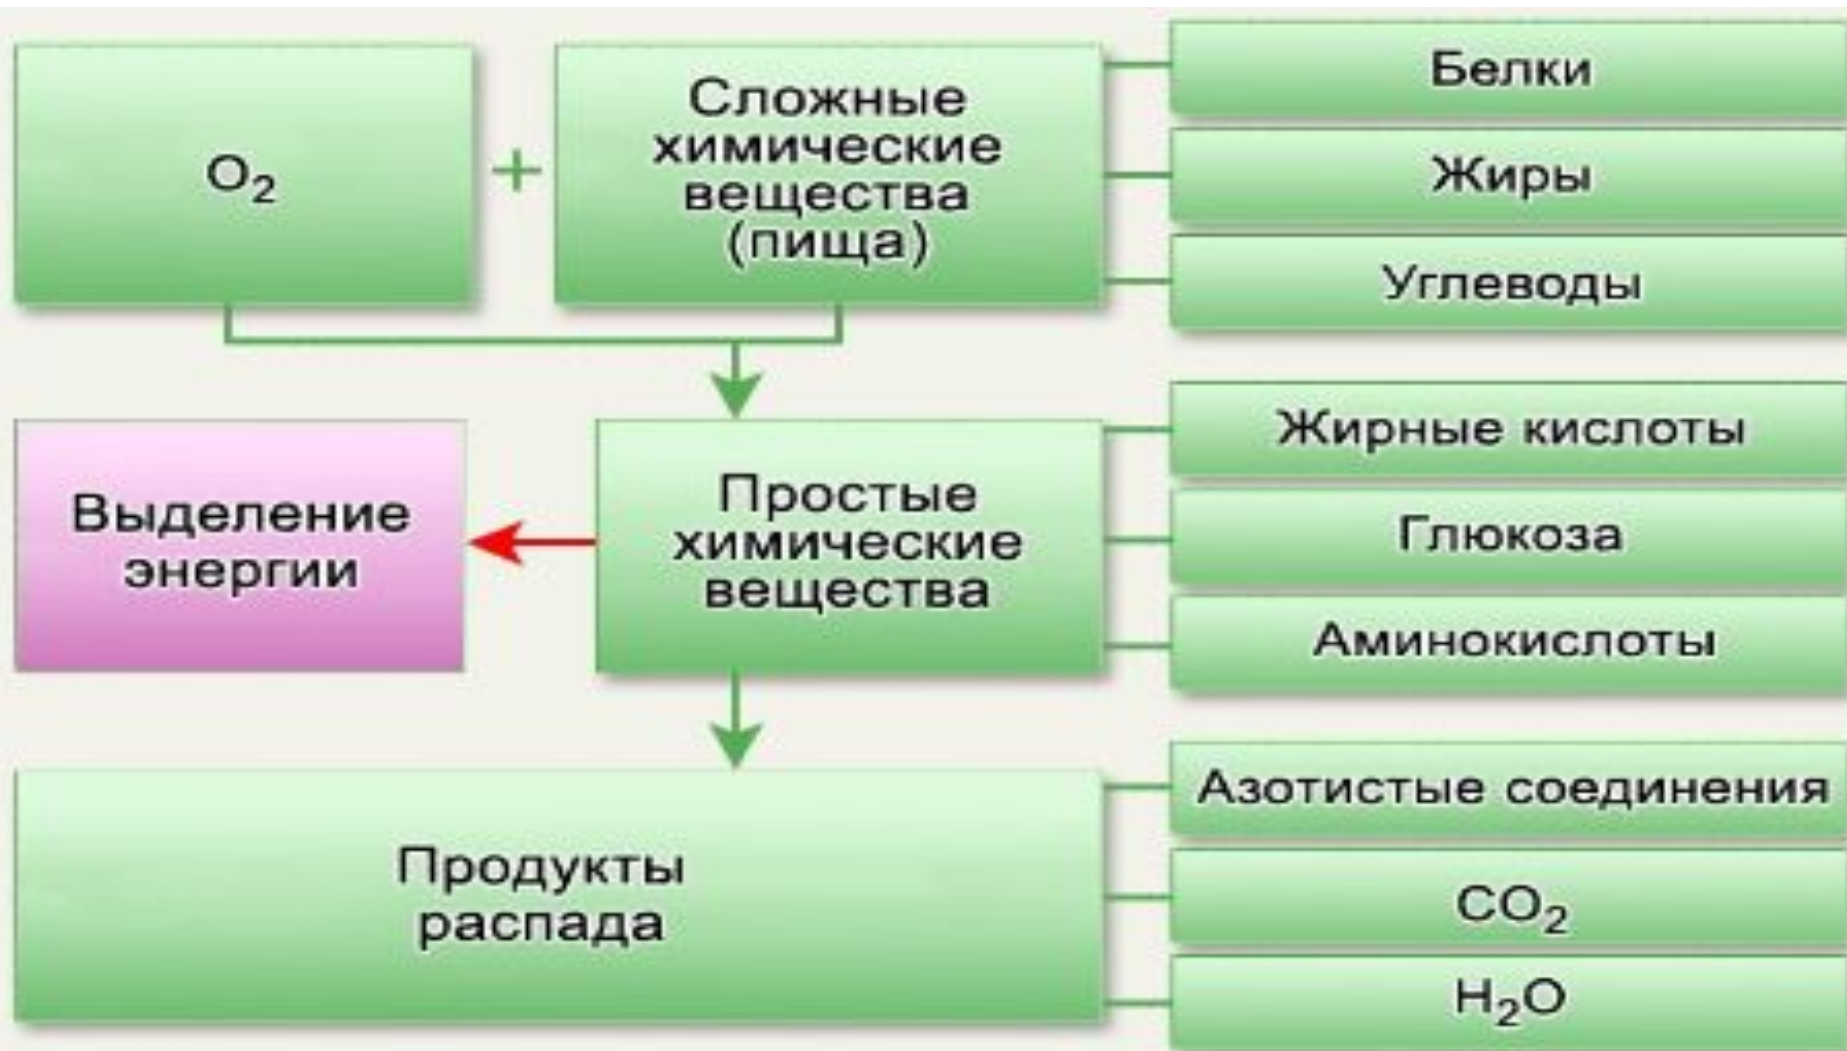 O₂
+
Сложные
химические
вещества
(пища)
Белки
Жиры
Углеводы
Выделение
энергии
Простые
химические
вещества
Жирные кислоты
Глюкоза
Аминокислоты
Продукты
распада
Азотистые соединения
CO₂
H₂O